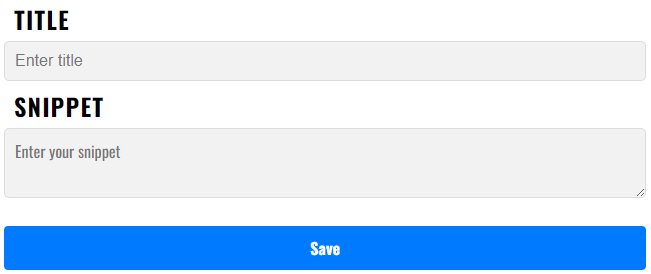 TITLE
Enter title
SNIPPET
Enter your snippet
Save